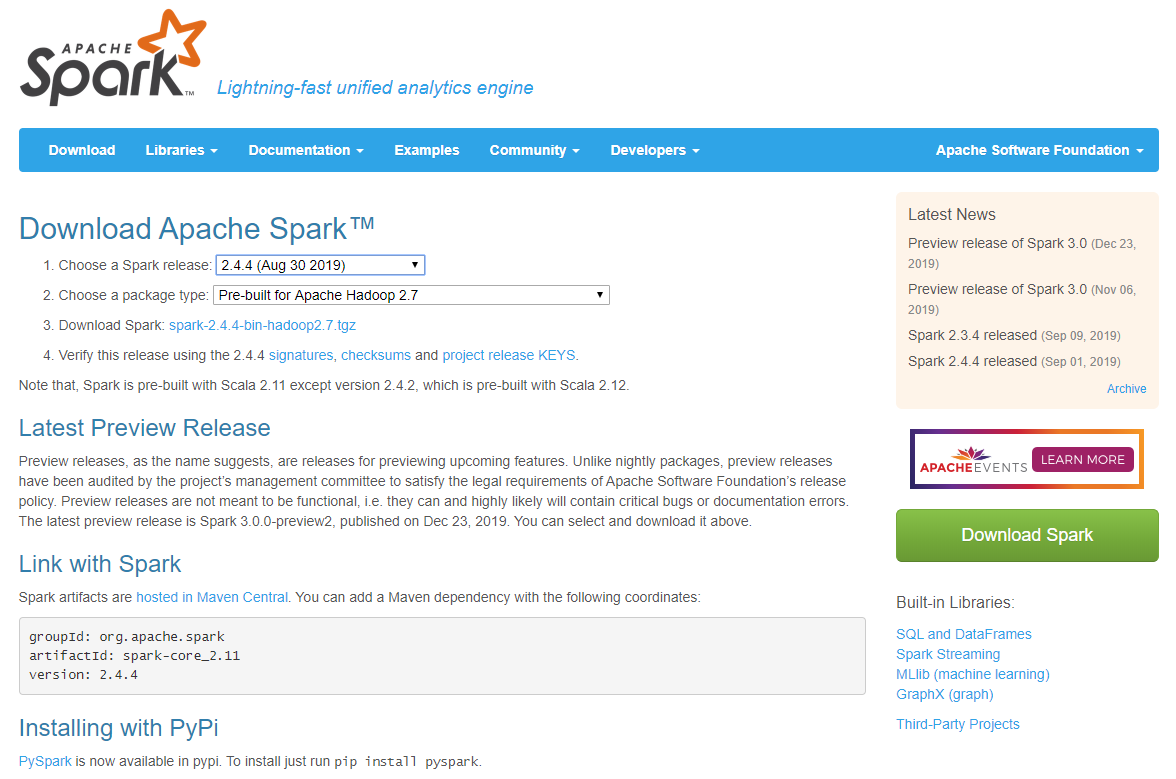 APACHE
Spark™
Lightning-fast unified analytics engine
Download Libraries Documentation Examples Community Developers Apache Software Foundation
Download Apache Spark™
1. Choose a Spark release: 2.4.4 (Aug 30 2019)
2. Choose a package type: Pre-built for Apache Hadoop 2.7
3. Download Spark: spark-2.4.4-bin-hadoop2.7.tgz
4. Verify this release using the 2.4.4 signatures, checksums and project release KEYS.
Note that, Spark is pre-built with Scala 2.11 except version 2.4.2, which is pre-built with Scala 2.12.
Latest Preview Release
Preview releases, as the name suggests, are releases for previewing upcoming features. Unlike nightly packages, preview releases
have been audited by the project's management committee to satisfy the legal requirements of Apache Software Foundation's release
policy. Preview releases are not meant to be functional, i.e. they can and highly likely will contain critical bugs or documentation errors.
The latest preview release is Spark 3.0.0-preview2, published on Dec 23, 2019. You can select and download it above.
Link with Spark
Spark artifacts are hosted in Maven Central. You can add a Maven dependency with the following coordinates:
groupId: org.apache.spark
artifactId: spark-core_2.11
version: 2.4.4
Installing with PyPi
PySpark is now available in pypi. To install just run pip install pyspark.
Latest News
Preview release of Spark 3.0 (Dec 23,
2019)
Preview release of Spark 3.0 (Nov 06,
2019)
Spark 2.3.4 released (Sep 09, 2019)
Spark 2.4.4 released (Sep 01, 2019)
Archive
APACHEEVENTS LEARN MORE
Download Spark
Built-in Libraries:
SQL and DataFrames
Spark Streaming
MLlib (machine learning)
GraphX (graph)
Third-Party Projects